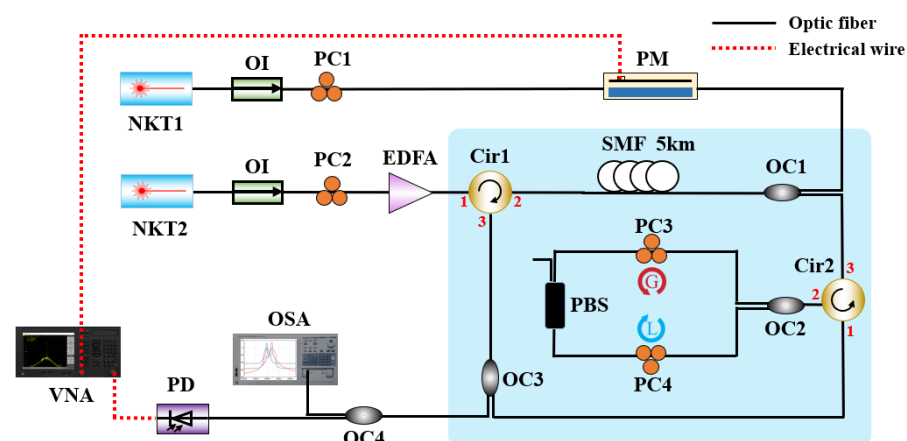 Optic fiber
Electrical wire
OI
PC1
PM
NKT1
OI
PC2
EDFA
Cir1
SMF 5km
OC1
NKT2
1
2
3
PC3
G
Cir2
3
2
1
PBS
OC2
L
PC4
OSA
OC3
VNA
PD
OC4